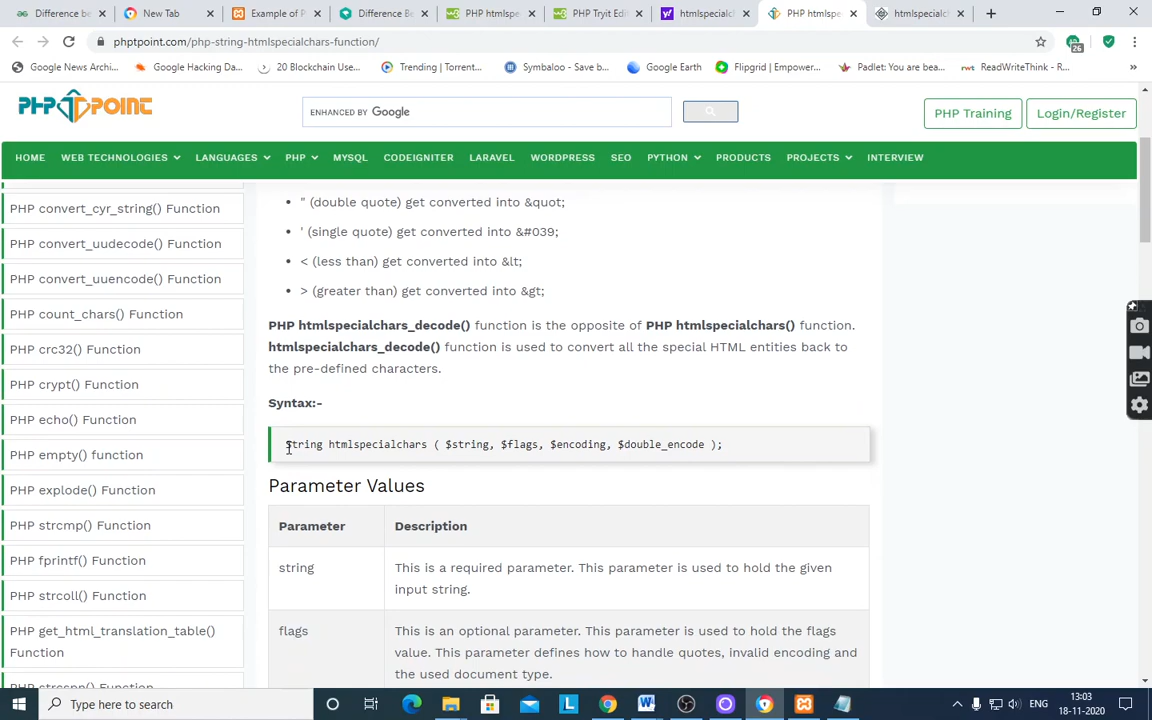 Difference be
New Tab
Example of P
Difference Be
PHP htmlspe
PHP Tryit Edi
htmlspecialch
PHP htmlspe
htmlspecialc
phptpoint.com/php-string-htmlspecialchars-function/
26
Google News Archi...
Google Hacking Da...
20 Blockchain Use...
Trending | Torrent...
Symbaloo - Save b...
Google Earth
Flipgrid | Empower...
Padlet: You are bea...
rwt ReadWriteThink - R...
PHPTPOINT
ENHANCED BY Google
PHP Training
Login/Register
HOME
WEB TECHNOLOGIES
LANGUAGES
PHP
MYSQL
CODEIGNITER
LARAVEL
WORDPRESS
SEO
PYTHON
PRODUCTS
PROJECTS
INTERVIEW
PHP convert_cyr_string() Function
PHP convert_uudecode() Function
PHP convert_uuencode() Function
PHP count_chars() Function
PHP crc32() Function
PHP crypt() Function
PHP echo() Function
PHP empty() function
PHP explode() Function
PHP strcmp() Function
PHP fprintf() Function
PHP strcoll() Function
PHP get_html_translation_table()
Function
PHP strcspn() Function
• " (double quote) get converted into &quot;
• ' (single quote) get converted into &#039;
• < (less than) get converted into &lt;
• > (greater than) get converted into &gt;
PHP htmlspecialchars_decode() function is the opposite of PHP htmlspecialchars() function.
htmlspecialchars_decode() function is used to convert all the special HTML entities back to
the pre-defined characters.
Syntax:-
String htmlspecialchars ( $string, $flags, $encoding, $double_encode );
Parameter Values
Parameter
Description
string
This is a required parameter. This parameter is used to hold the given
input string.
flags
This is an optional parameter. This parameter is used to hold the flags
value. This parameter defines how to handle quotes, invalid encoding and
the used document type.
Type here to search
ENG
13:03
18-11-2020